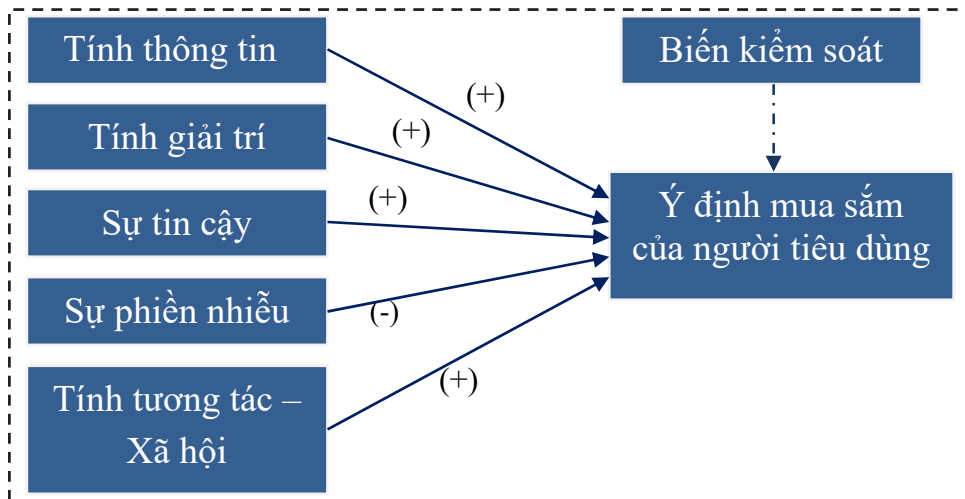 Tính thông tin
Biến kiểm soát
(+)
Tính giải trí
(+)
Sự tin cậy
(+)
Ý định mua sắm
của người tiêu dùng
Sự phiền nhiễu
(-)
Tính tương tác –
Xã hội
(+)